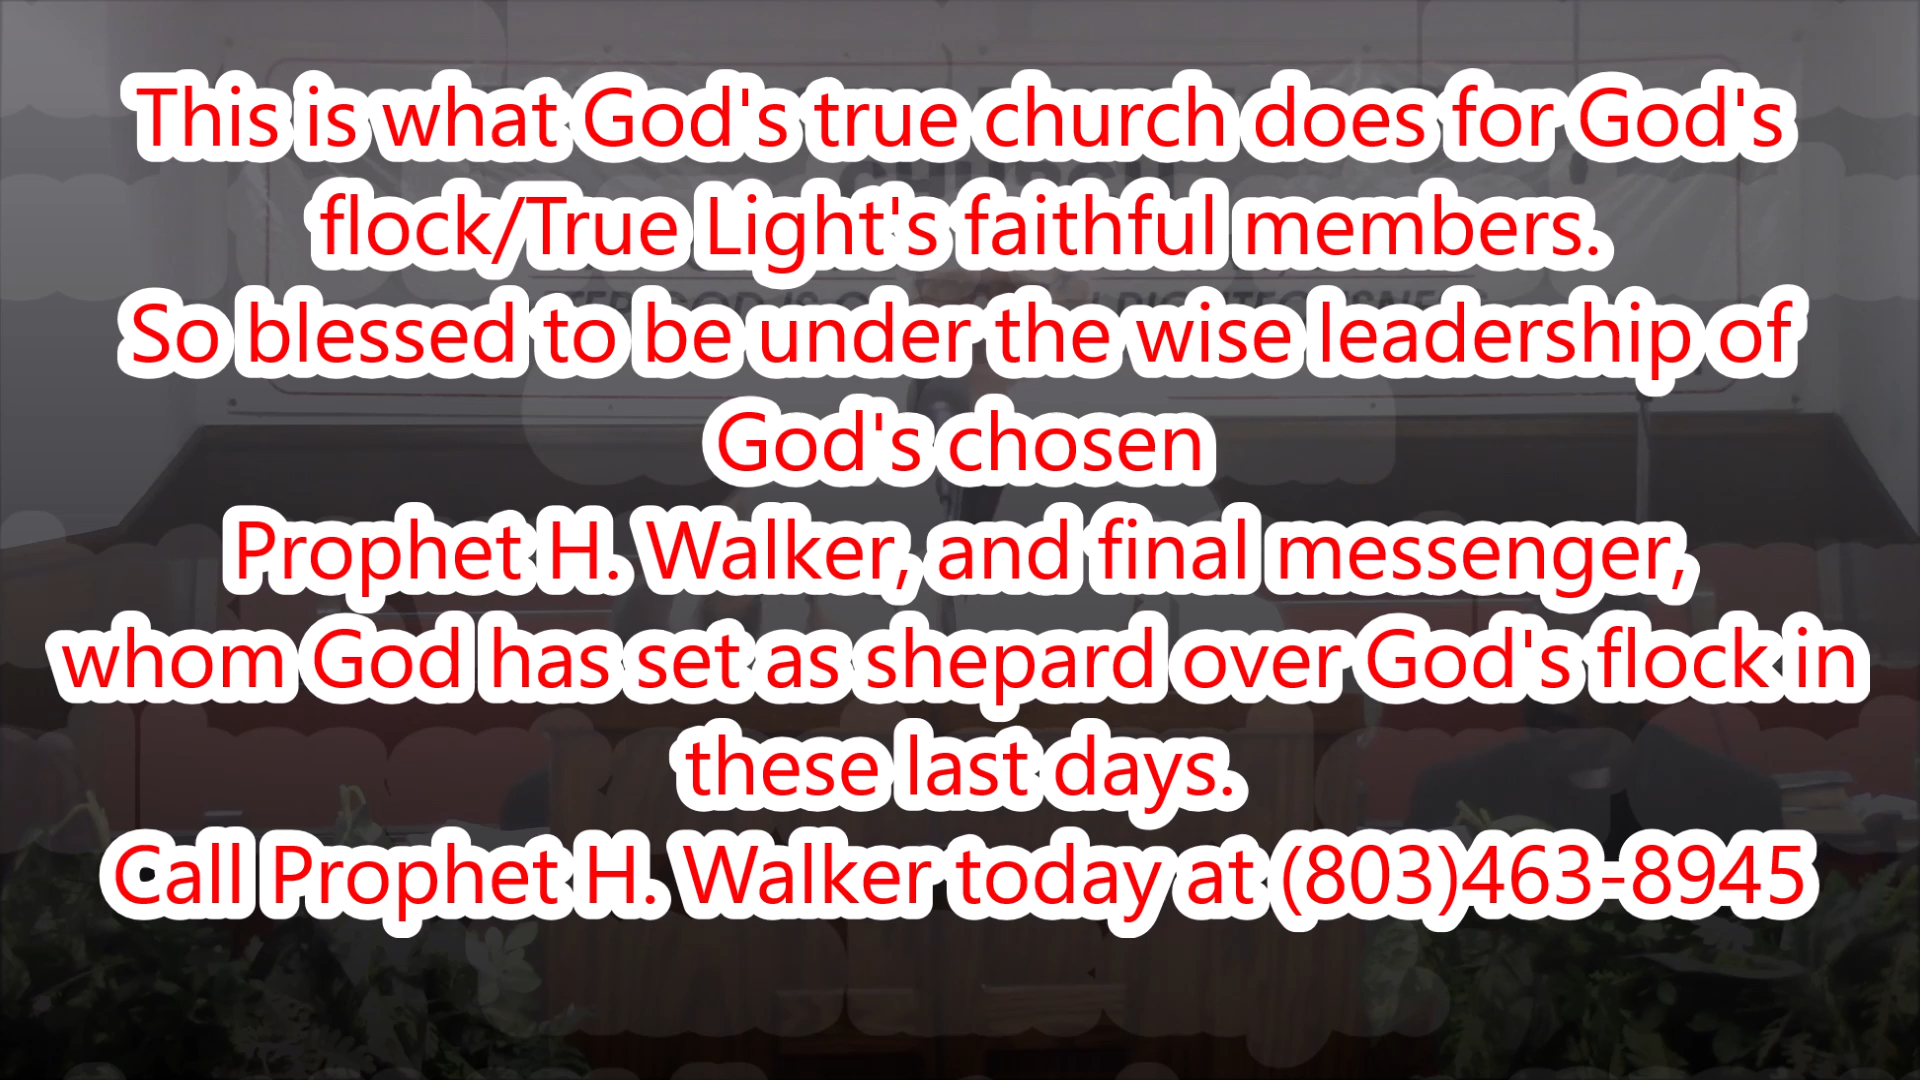 This is what God's true church does for God's
flock/True Light's faithful members.
So blessed to be under the wise leadership of
God's chosen
Prophet H. Walker, and final messenger,
whom God has set as shepard over God's flock in
these last days.
Call Prophet H. Walker today at (803)463-8945